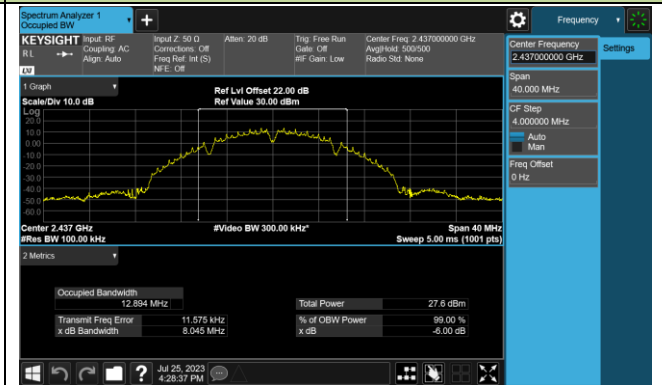 Spectrum Analyzer 1
Occupied BW
+
Frequency
KEYSIGHT
RL
LXI
Input: RF
Coupling: AC
Align: Auto
Input Z: 50 Ω
Corrections: Off
Freq Ref: Int (S)
NFE: Off
Atten: 20 dB
Trig: Free Run
Gate: Off
#IF Gain: Low
Center Freq: 2.437000000 GHz
Avg|Hold: 500/500
Radio Std: None
Center Frequency
2.437000000 GHz
Settings
Span
40.000 MHz
CF Step
4.000000 MHz
Auto
Man
Freq Offset
0 Hz
1 Graph
Scale/Div 10.0 dB
Ref Lvl Offset 22.00 dB
Ref Value 30.00 dBm
Log
20.0
10.0
0.00
-10.0
-20.0
-30.0
-40.0
-50.0
-60.0
Center 2.437 GHz
#Res BW 100.00 kHz
#Video BW 300.00 kHz*
Span 40 MHz
Sweep 5.00 ms (1001 pts)
2 Metrics
Occupied Bandwidth
12.894 MHz
Total Power 27.6 dBm
Transmit Freq Error 11.575 kHz
% of OBW Power 99.00 %
x dB Bandwidth 8.045 MHz
x dB -6.00 dB
?
Jul 25, 2023
4:28:37 PM